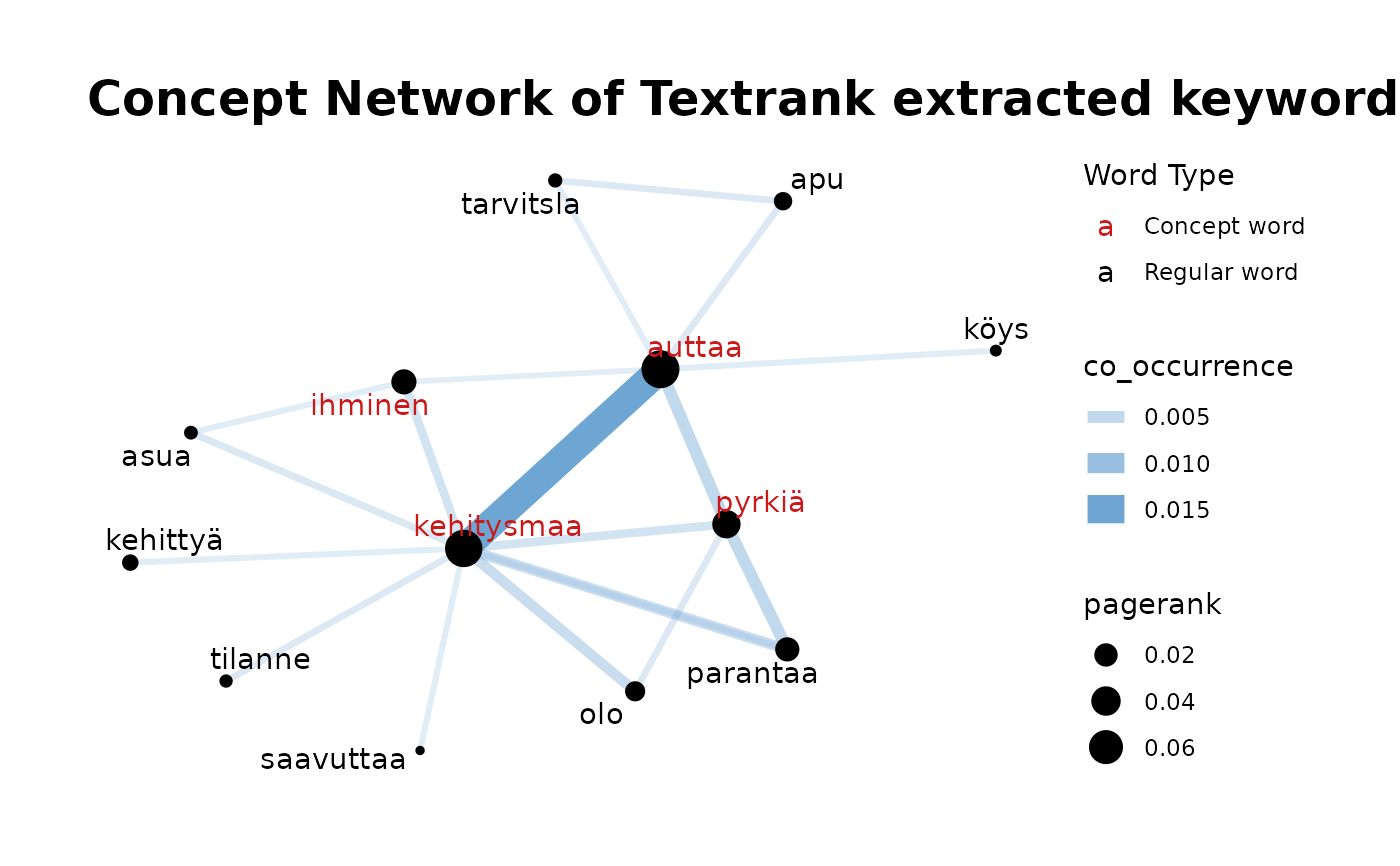 Concept Network of Textrank extracted keyword
tarvitsla
apu
köys
auttaa
ihminen
asua
pyrkiä
kehitysmaa
kehittyä
tilanne
parantaa
olo
saavuttaa
Word Type
a Concept word
a Regular word
co_occurrence
0.005
0.010
0.015
pagerank
0.02
0.04
0.06